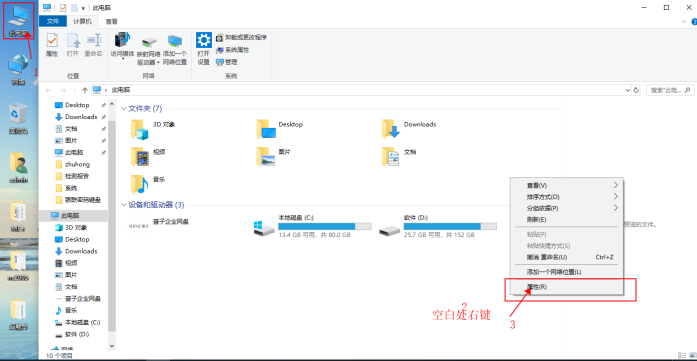 此电脑
文件
计算机
查看
属性
打开
重命名
访问媒体
映射网络驱动器
添加一个网络位置
打开设置
卸载或更改程序
系统属性
管理
位置
网络
系统
此电脑
搜索"此电...
1
网络
admin
Desktop
Downloads
文档
图片
此电脑
zhuhong
检测报告
系统
此电脑
3D 对象
Desktop
Downloads
视频
图片
文档
音乐
本地磁盘 (C:)
软件 (D:)
网络
10 个项目
文件夹 (7)
3D 对象
Desktop
Downloads
视频
图片
文档
音乐
设备和驱动器 (3)
本地磁盘 (C:)
13.4 GB 可用，共 80.0 GB
软件 (D:)
25.7 GB 可用，共 152 GB
预览的文件。
查看(V)
排序方式(O)
分组依据(P)
刷新(E)
粘贴(P)
粘贴快捷方式(S)
撤消 重命名(U) Ctrl+Z
添加一个网络位置(L)
属性(R)
2
空白处右键
3